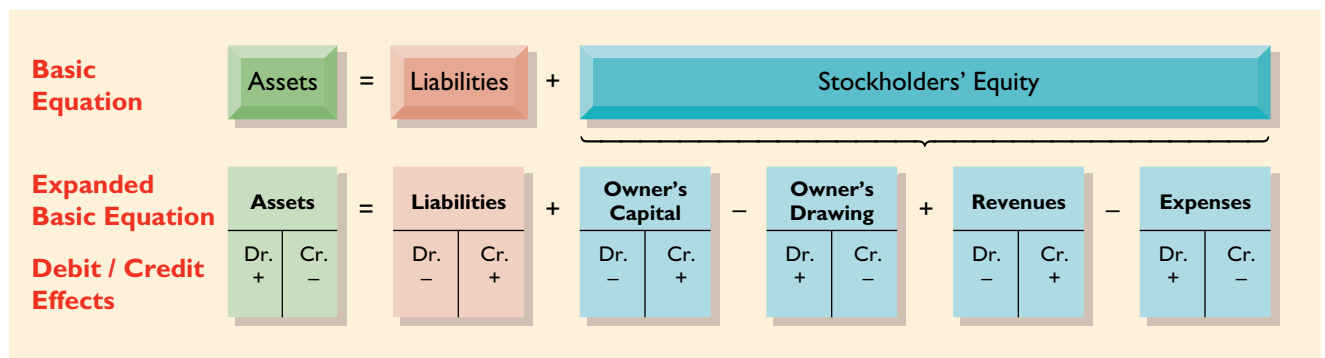 Basic
Equation
Assets = Liabilities + Stockholders’ Equity
Expanded
Basic Equation
Assets = Liabilities + Owner’s
Capital – Owner’s
Drawing + Revenues – Expenses
Debit / Credit
Effects
Dr. Cr. Dr. Cr. Dr. Cr. Dr. Cr. Dr. Cr. Dr. Cr.
+ – – + – + + – – + + –